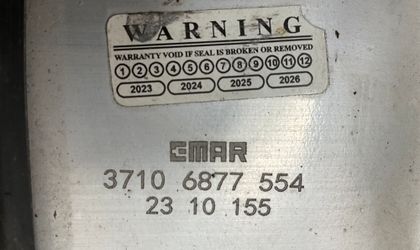 WARNING
WARRANTY VOID IF SEAL IS BROKEN OR REMOVED
1 2 3 4 5 6 7 8 9 10 11 12
2023 2024 2025 2026
EMAR
3710 6877 554
23 10 155